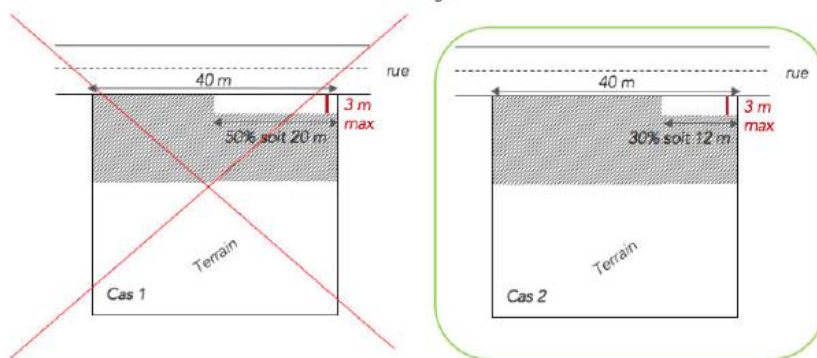 40 m
rue
3 m
max
50% soit 20 m
Terrain
Cas 1
40 m
rue
3 m
max
30% soit 12 m
Terrain
Cas 2